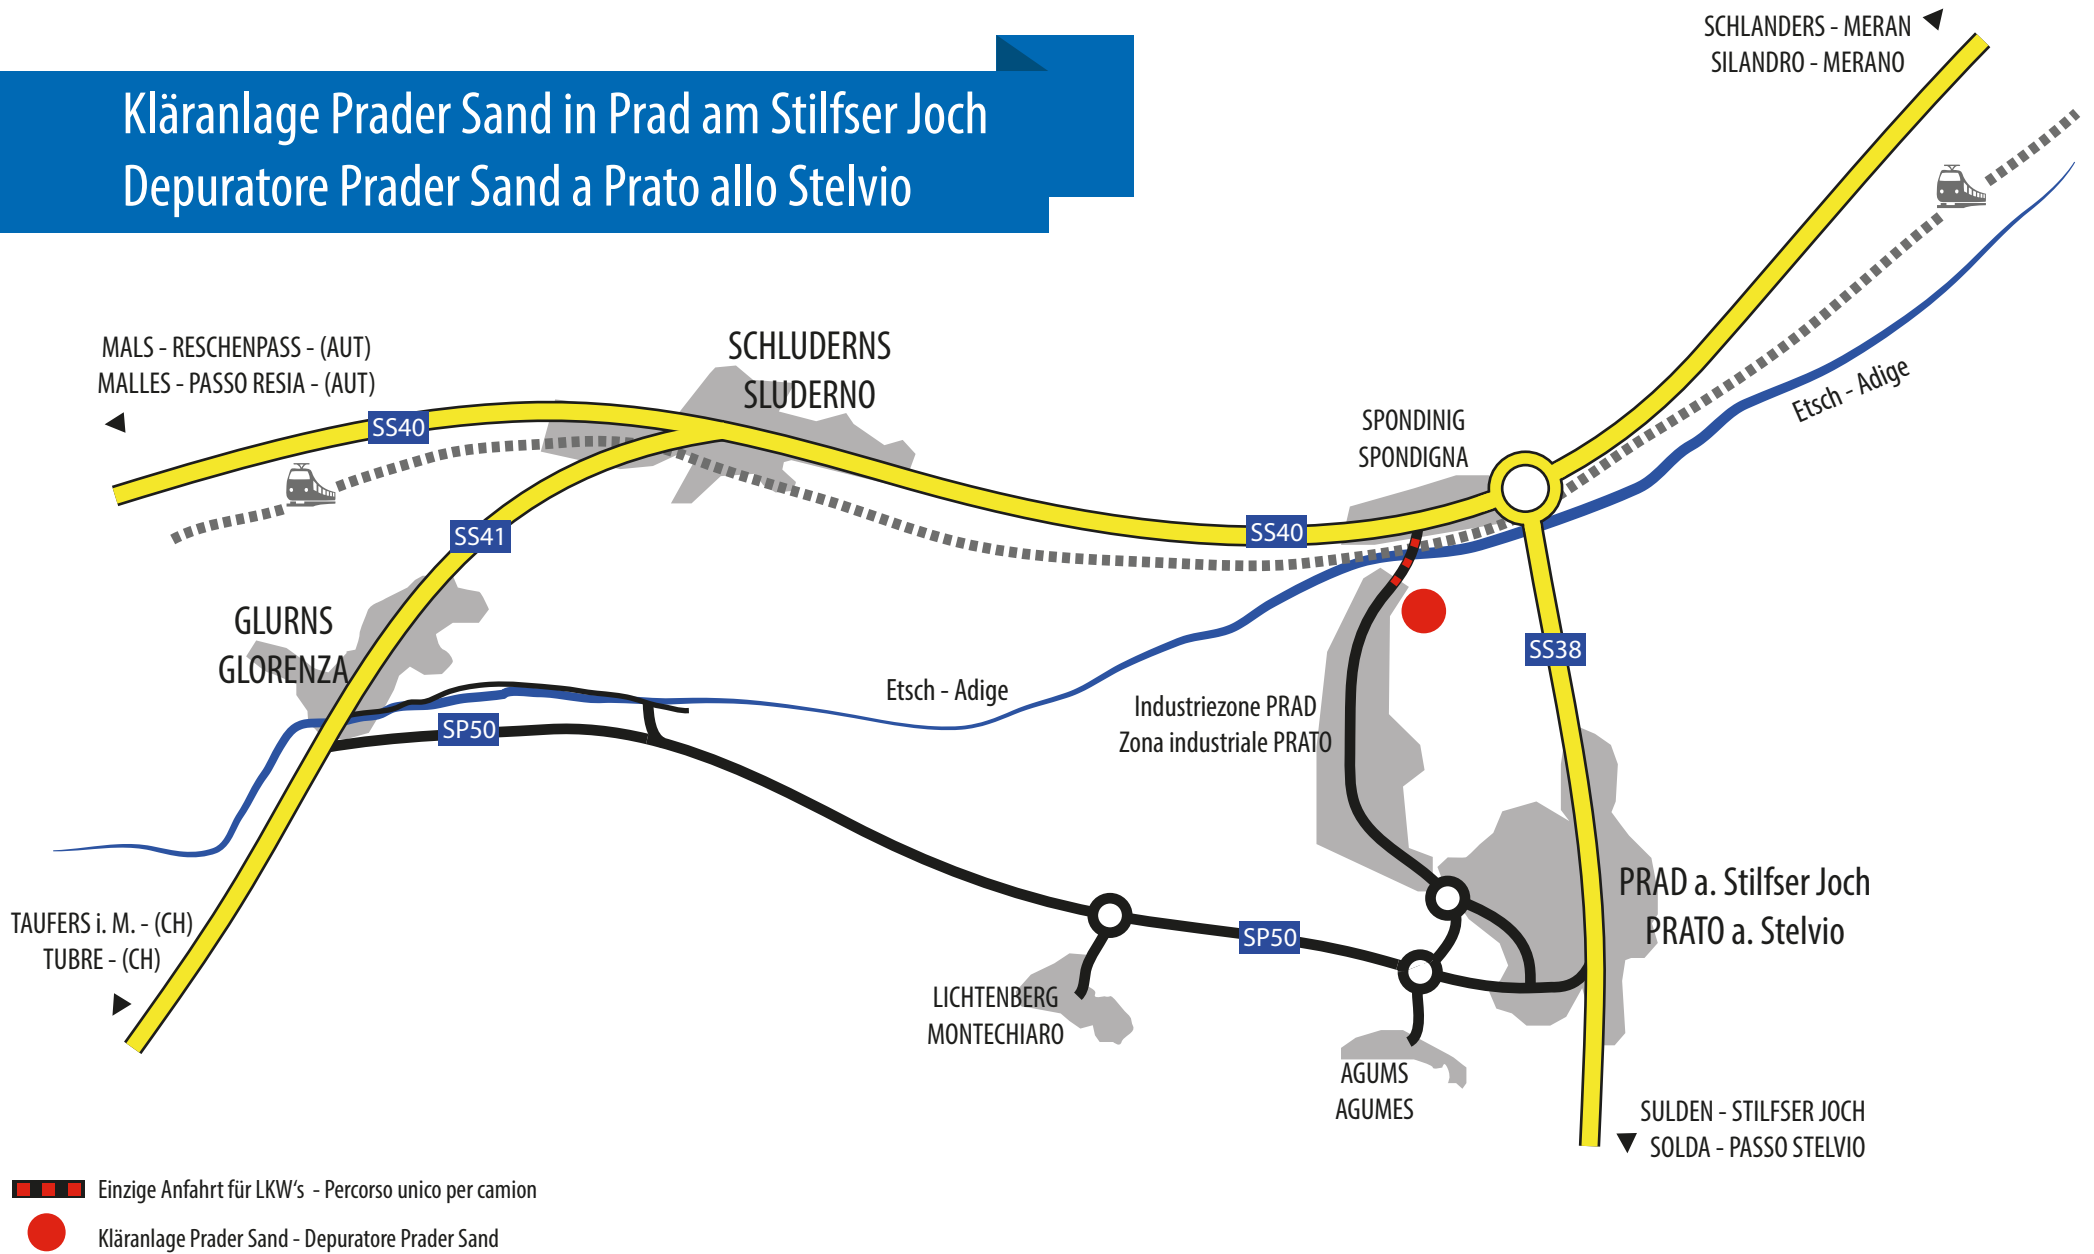 Kläranlage Prader Sand in Prad am Stilfser Joch
Depuratore Prader Sand a Prato allo Stelvio
SCHLANDERS - MERAN
SILANDRO - MERANO
MALS - RESCHENPASS - (AUT)
MALLES - PASSO RESIA - (AUT)
SS40
SCHLUDERNS
SLUDERNO
Etsch - Adige
SPONDINIG
SPONDIGNA
SS40
SS41
GLURNS
GLORENZA
SS38
SP50
Etsch - Adige
Industriezone PRAD
Zona industriale PRATO
PRAD a. Stilfser Joch
PRATO a. Stelvio
TAUFERS i. M. - (CH)
TUBRE - (CH)
SP50
LICHTENBERG
MONTECHIARO
AGUMS
AGUMES
SULDEN - STILFSER JOCH
SOLDA - PASSO STELVIO
Einzige Anfahrt für LKW‘s - Percorso unico per camion
Kläranlage Prader Sand - Depuratore Prader Sand